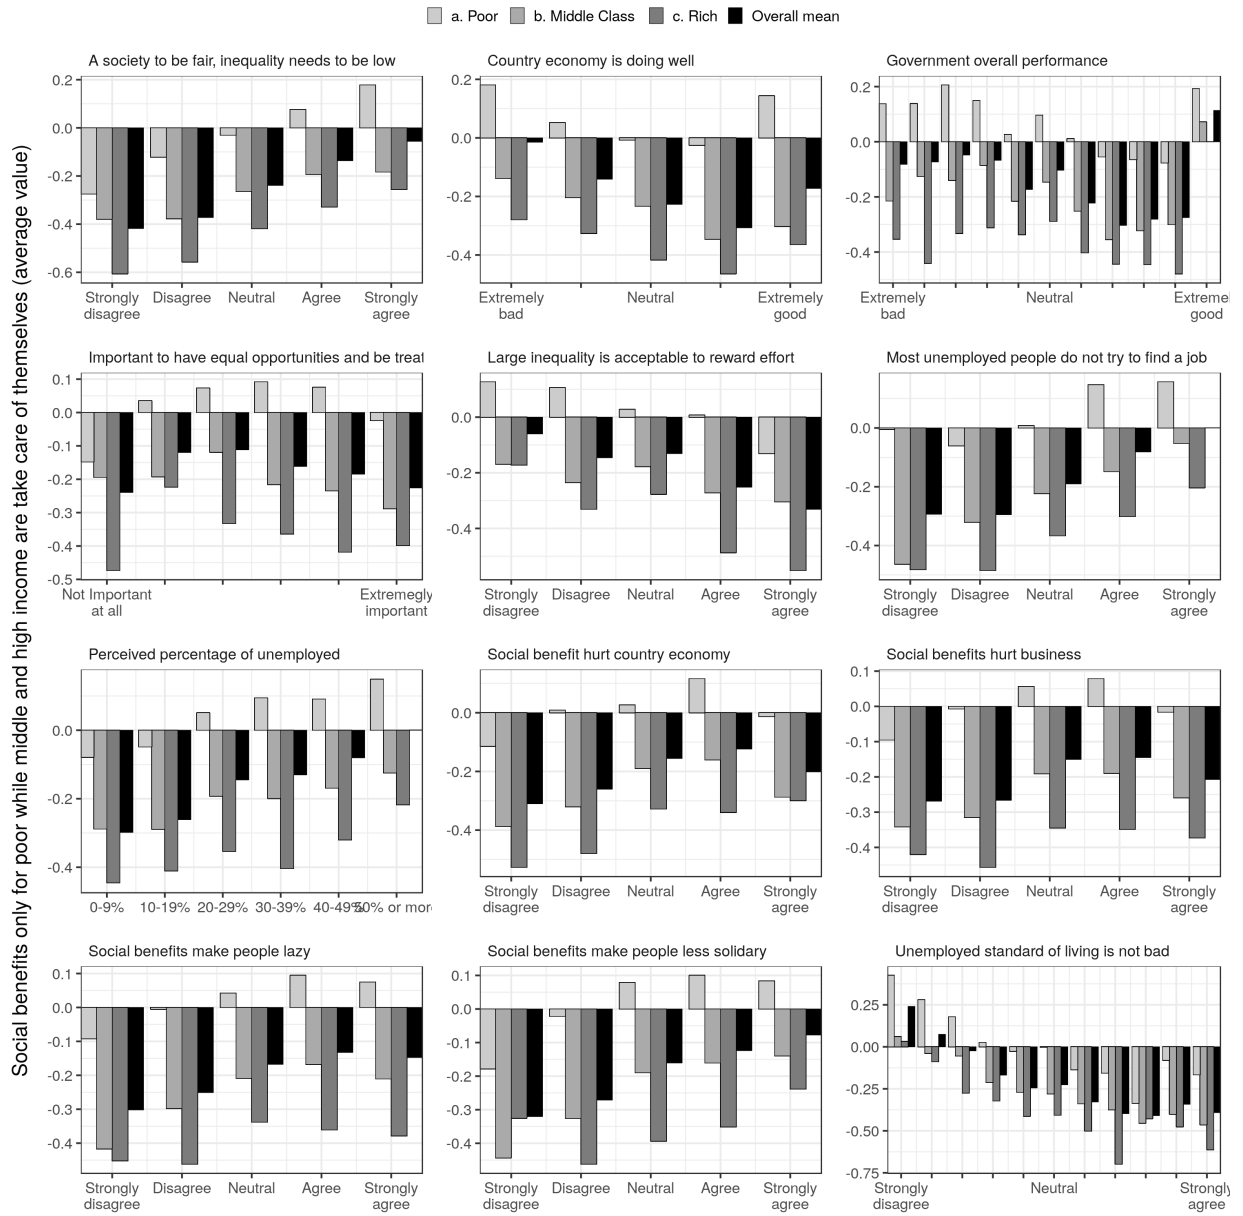 a. Poor b. Middle Class c. Rich Overall mean
Social benefits only for poor while middle and high income are take care of themselves (average value)
A society to be fair, inequality needs to be low
0.2
0.0
-0.2
-0.4
-0.6
Strongly disagree Disagree Neutral Agree Strongly agree
Country economy is doing well
0.2
0.0
-0.2
-0.4
Extremely bad Neutral Extremely good
Government overall performance
0.2
0.0
-0.2
-0.4
Extremely bad Neutral Extremel good
Important to have equal opportunities and be treat
0.1
0.0
-0.1
-0.2
-0.3
-0.4
-0.5
Not Important at all Extremegly important
Large inequality is acceptable to reward effort
0.0
-0.2
-0.4
Strongly disagree Disagree Neutral Agree Strongly agree
Most unemployed people do not try to find a job
0.0
-0.2
-0.4
Strongly disagree Disagree Neutral Agree Strongly agree
Perceived percentage of unemployed
0.0
-0.2
-0.4
0-9% 10-19% 20-29% 30-39% 40-49% 50% or more
Social benefit hurt country economy
0.0
-0.2
-0.4
Strongly disagree Disagree Neutral Agree Strongly agree
Social benefits hurt business
0.1
0.0
-0.1
-0.2
-0.3
-0.4
Strongly disagree Disagree Neutral Agree Strongly agree
Social benefits make people lazy
0.1
0.0
-0.1
-0.2
-0.3
-0.4
Strongly disagree Disagree Neutral Agree Strongly agree
Social benefits make people less solidary
0.1
0.0
-0.1
-0.2
-0.3
-0.4
Strongly disagree Disagree Neutral Agree Strongly agree
Unemployed standard of living is not bad
0.25
0.00
-0.25
-0.50
-0.75
Strongly disagree Neutral Strongly agree